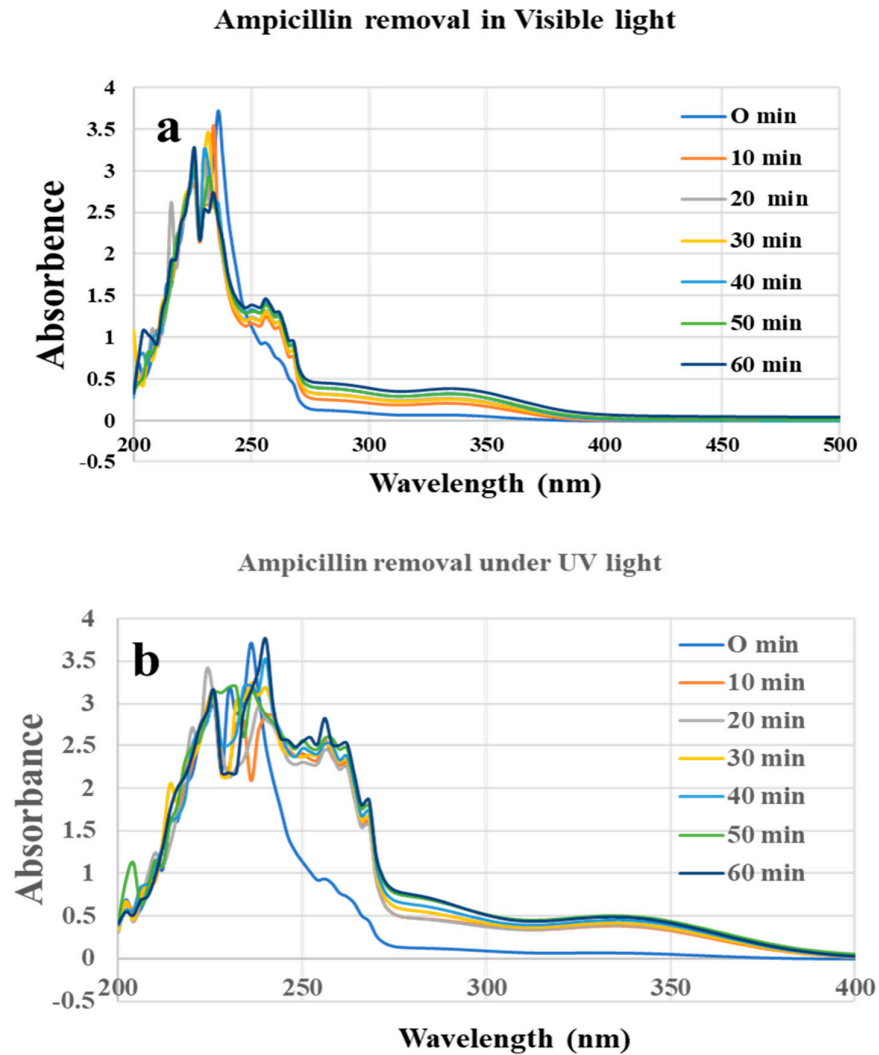 Ampicillin removal in Visible light
4
3.5
3
2.5
2
1.5
1
0.5
0
-0.5
a
Absorbence
O min
10 min
20 min
30 min
40 min
50 min
60 min
200 250 300 350 400 450 500
Wavelength (nm)
Ampicillin removal under UV light
4
3.5
3
2.5
2
1.5
1
0.5
0
-0.5
b
Absorbance
O min
10 min
20 min
30 min
40 min
50 min
60 min
200 250 300 350 400
Wavelength (nm)